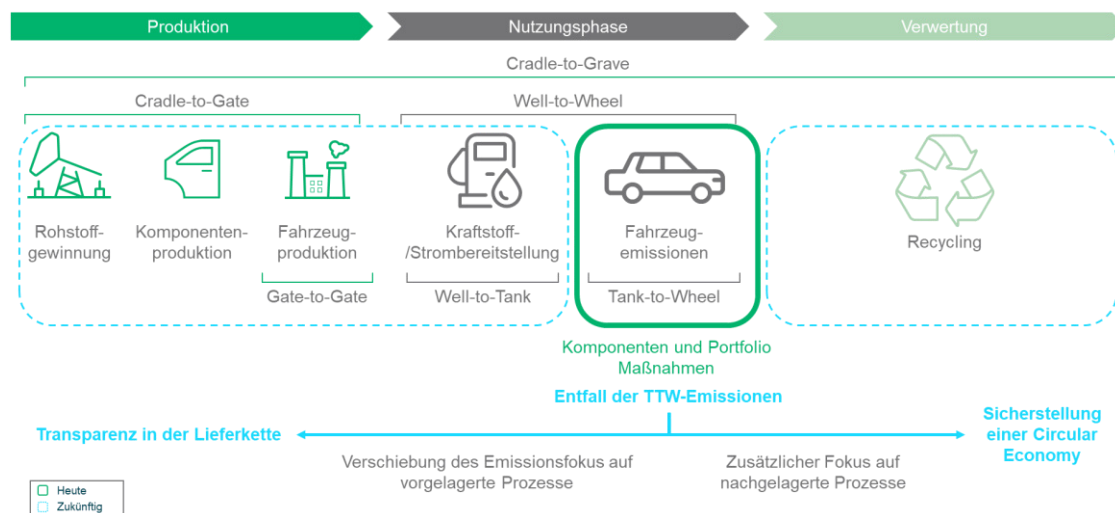 Produktion
Nutzungsphase
Verwertung
Cradle-to-Grave
Cradle-to-Gate
Well-to-Wheel
Rohstoff-
gewinnung
Komponenten-
produktion
Fahrzeug-
produktion
Kraftstoff-
/Strombereitstellung
Fahrzeug-
emissionen
Recycling
Gate-to-Gate
Well-to-Tank
Tank-to-Wheel
Komponenten und Portfolio
Maßnahmen
Entfall der TTW-Emissionen
Transparenz in der Lieferkette
Sicherstellung
einer Circular
Economy
Verschiebung des Emissionsfokus auf
vorgelagerte Prozesse
Zusätzlicher Fokus auf
nachgelagerte Prozesse
Heute
Zukünftig